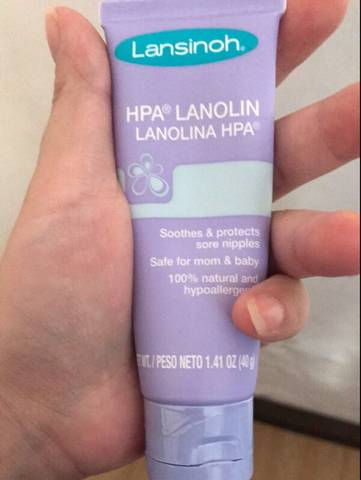 Lansinoh®
HPA® LANOLIN
LANOLINA HPA®
Soothes & protects
sore nipples
Safe for mom & baby
100% natural and
WT. / PESO NETO 1.41 OZ (40 g)